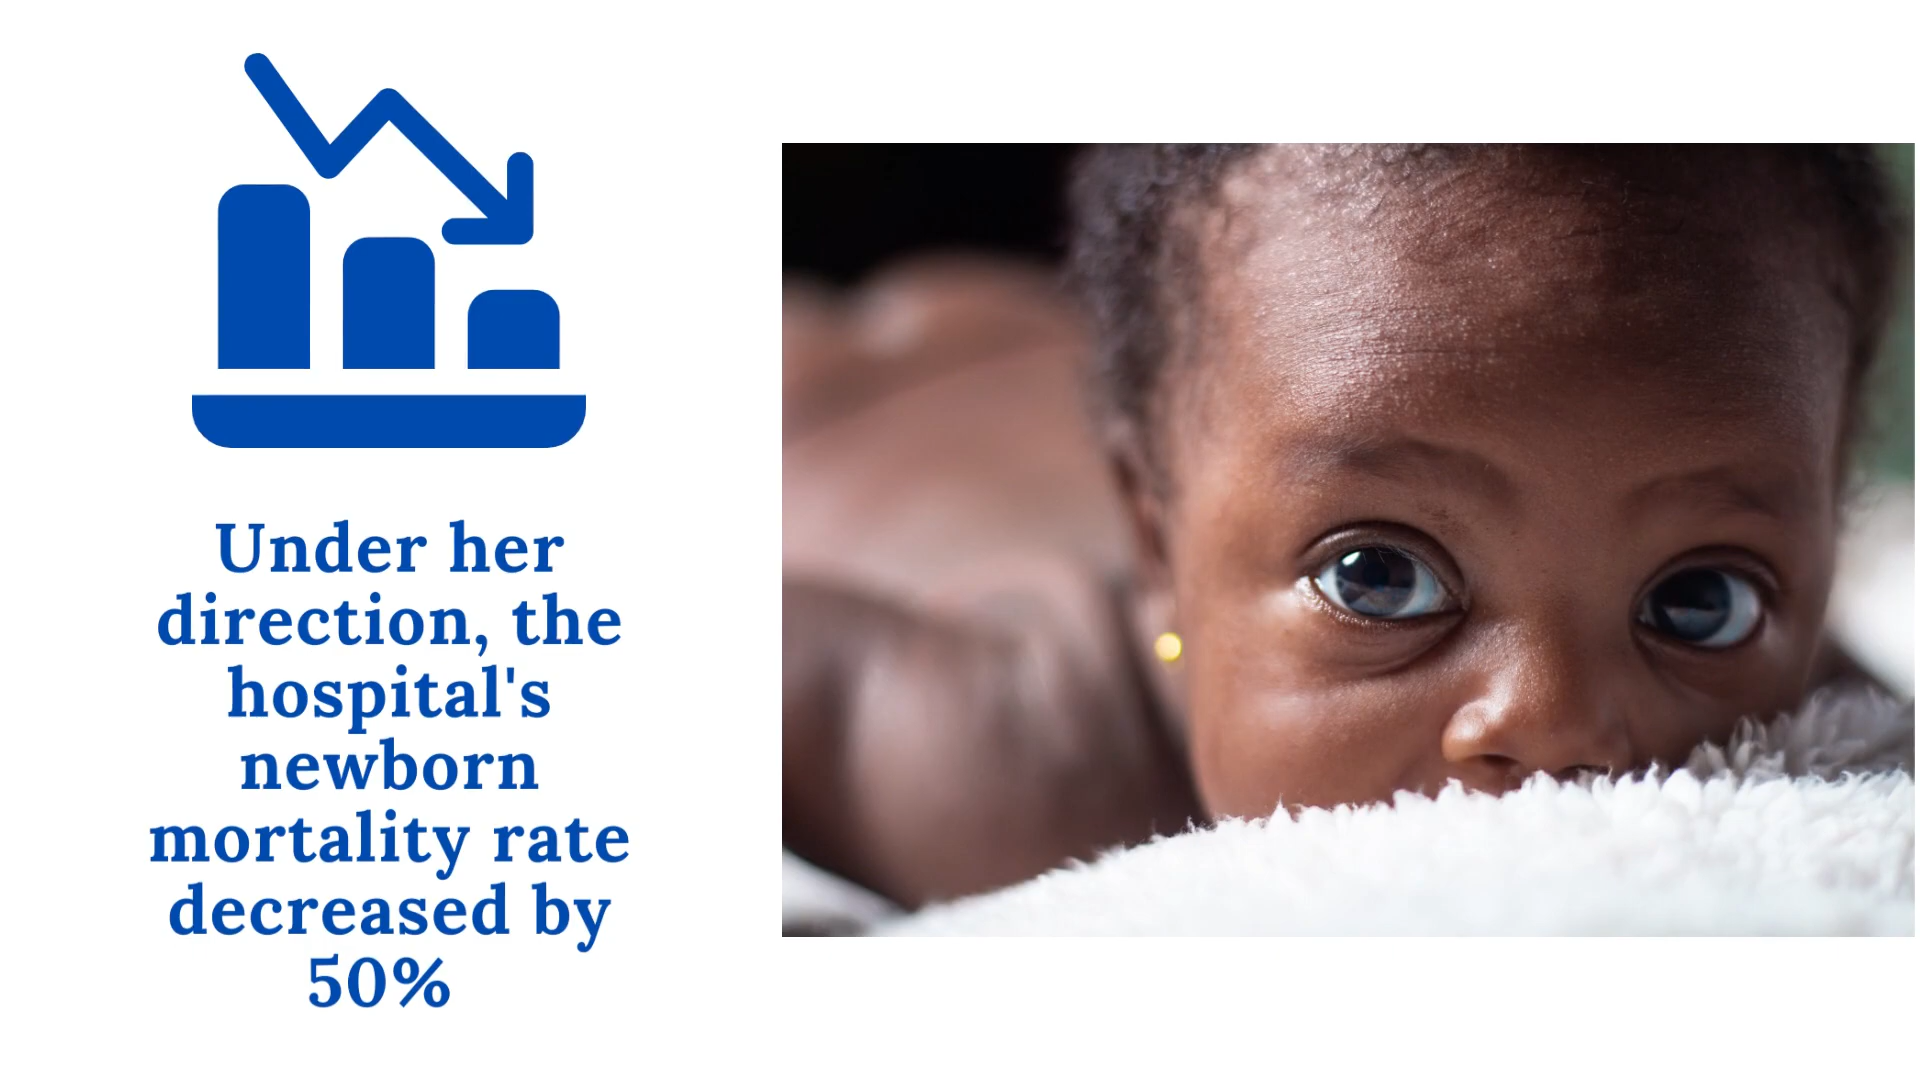 Under her
direction, the
hospital's
newborn
mortality rate
decreased by
50%